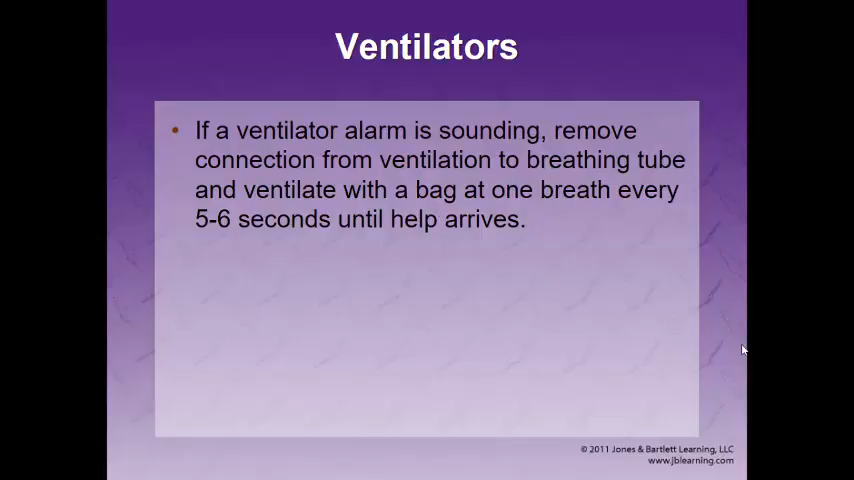 Ventilators
• If a ventilator alarm is sounding, remove
connection from ventilation to breathing tube
and ventilate with a bag at one breath every
5-6 seconds until help arrives.
© 2011 Jones & Bartlett Learning, LLC
www.jblearning.com